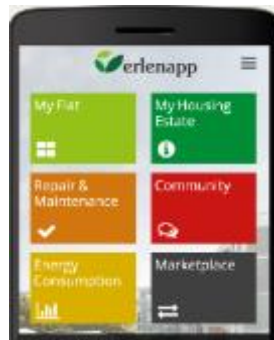 erlenapp
My Flat
My Housing
Estate
Repair &
Maintenance
Community
Energy
Consumption
Marketplace